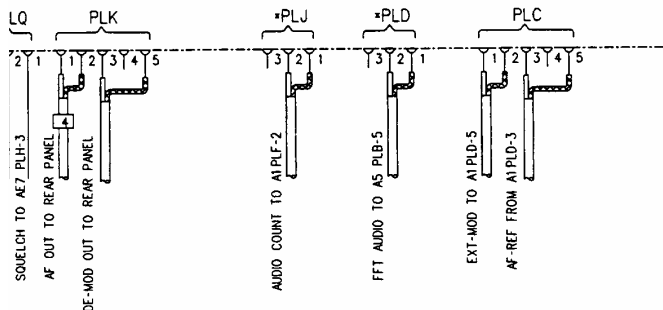 LQ PLK *PLJ *PLD PLC
2 1 1 2 3 4 5 3 2 1 3 2 1 1 2 3 4 5
4
SQUELCH TO AE7 PLH-3
AF OUT TO REAR PANEL
DE-MOD OUT TO REAR PANEL
AUDIO COUNT TO A1PLF-2
FFT AUDIO TO A5 PLB-5
EXT-MOD TO A1PLD-5
AF-REF FROM A1PLD-3